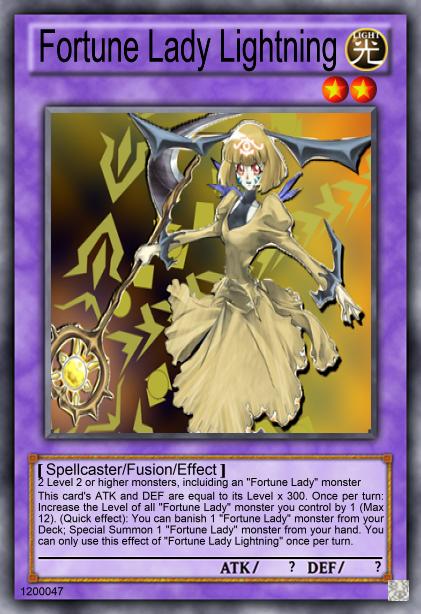 Fortune Lady Lightning
LIGHT
光
[ Spellcaster/Fusion/Effect ]
2 Level 2 or higher monsters, incluiding an "Fortune Lady" monster
This card's ATK and DEF are equal to its Level x 300. Once per turn:
Increase the Level of all "Fortune Lady" monster you control by 1 (Max
12). (Quick effect): You can banish 1 "Fortune Lady" monster from your
Deck; Special Summon 1 "Fortune Lady" monster from your hand. You
can only use this effect of "Fortune Lady Lightning" once per turn.
ATK/ ? DEF/ ?
1200047